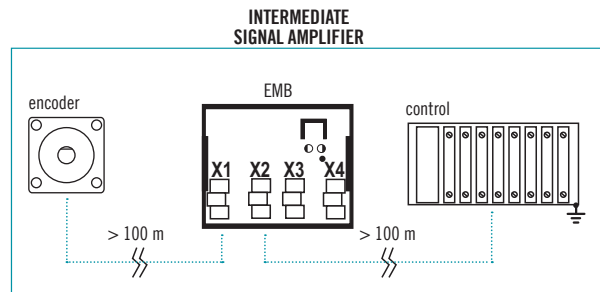 INTERMEDIATE
SIGNAL AMPLIFIER
encoder
EMB
control
X1 X2 X3 X4
> 100 m
> 100 m